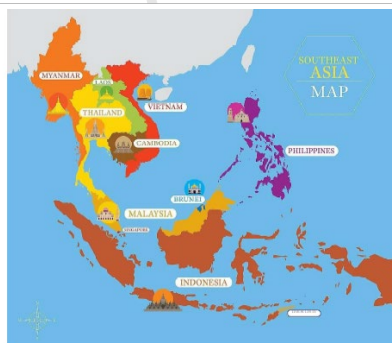 SOUTHEAST
ASIA
MAP
MYANMAR
LAOS
VIETNAM
THAILAND
CAMBODIA
PHILIPPINES
BRUNEI
MALAYSIA
SINGAPORE
INDONESIA